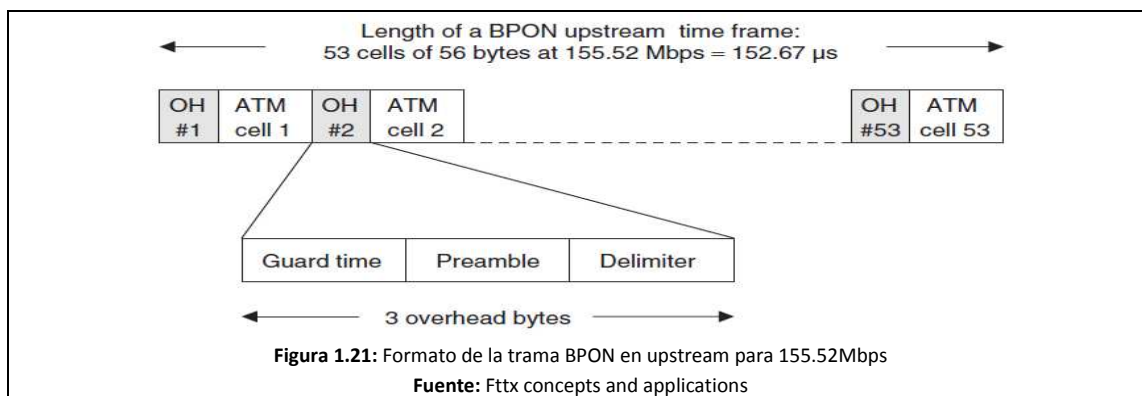 Length of a BPON upstream time frame:
53 cells of 56 bytes at 155.52 Mbps = 152.67 µs
OH #1
ATM cell 1
OH #2
ATM cell 2
OH #53
ATM cell 53
Guard time
Preamble
Delimiter
3 overhead bytes
Figura 1.21: Formato de la trama BPON en upstream para 155.52Mbps
Fuente: Fttx concepts and applications